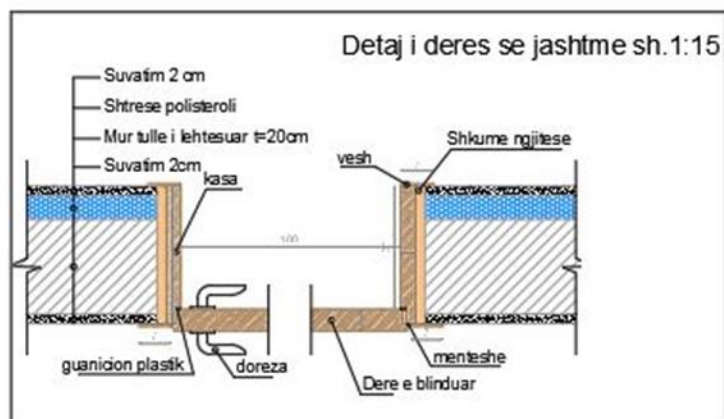 Detaj i deres se jashtme sh.1:15
Suvatim 2 cm
Shtrese polisteroli
Mur tulle i lehtesuar t=20cm
Suvatim 2cm
kasa
vesh
Shkume ngjitese
100
guanicion plastik
doreza
menteshe
Dere e blinduar